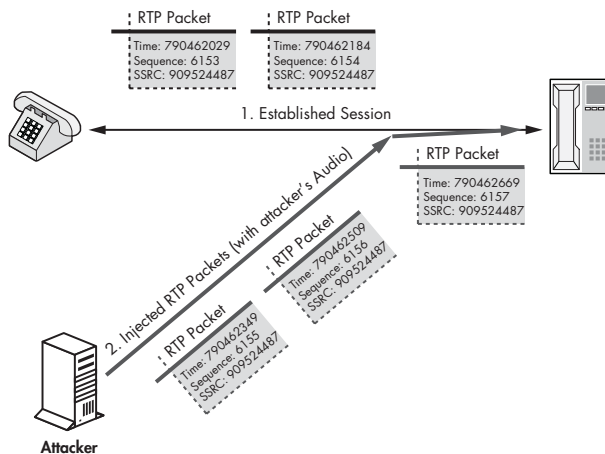 RTP Packet
Time: 790462029
Sequence: 6153
SSRC: 909524487
RTP Packet
Time: 790462184
Sequence: 6154
SSRC: 909524487
1. Established Session
RTP Packet
Time: 790462669
Sequence: 6157
SSRC: 909524487
2. Injected RTP Packets (with attacker's Audio)
RTP Packet
Time: 790462509
Sequence: 6156
SSRC: 909524487
RTP Packet
Time: 790462349
Sequence: 6155
SSRC: 909524487
Attacker